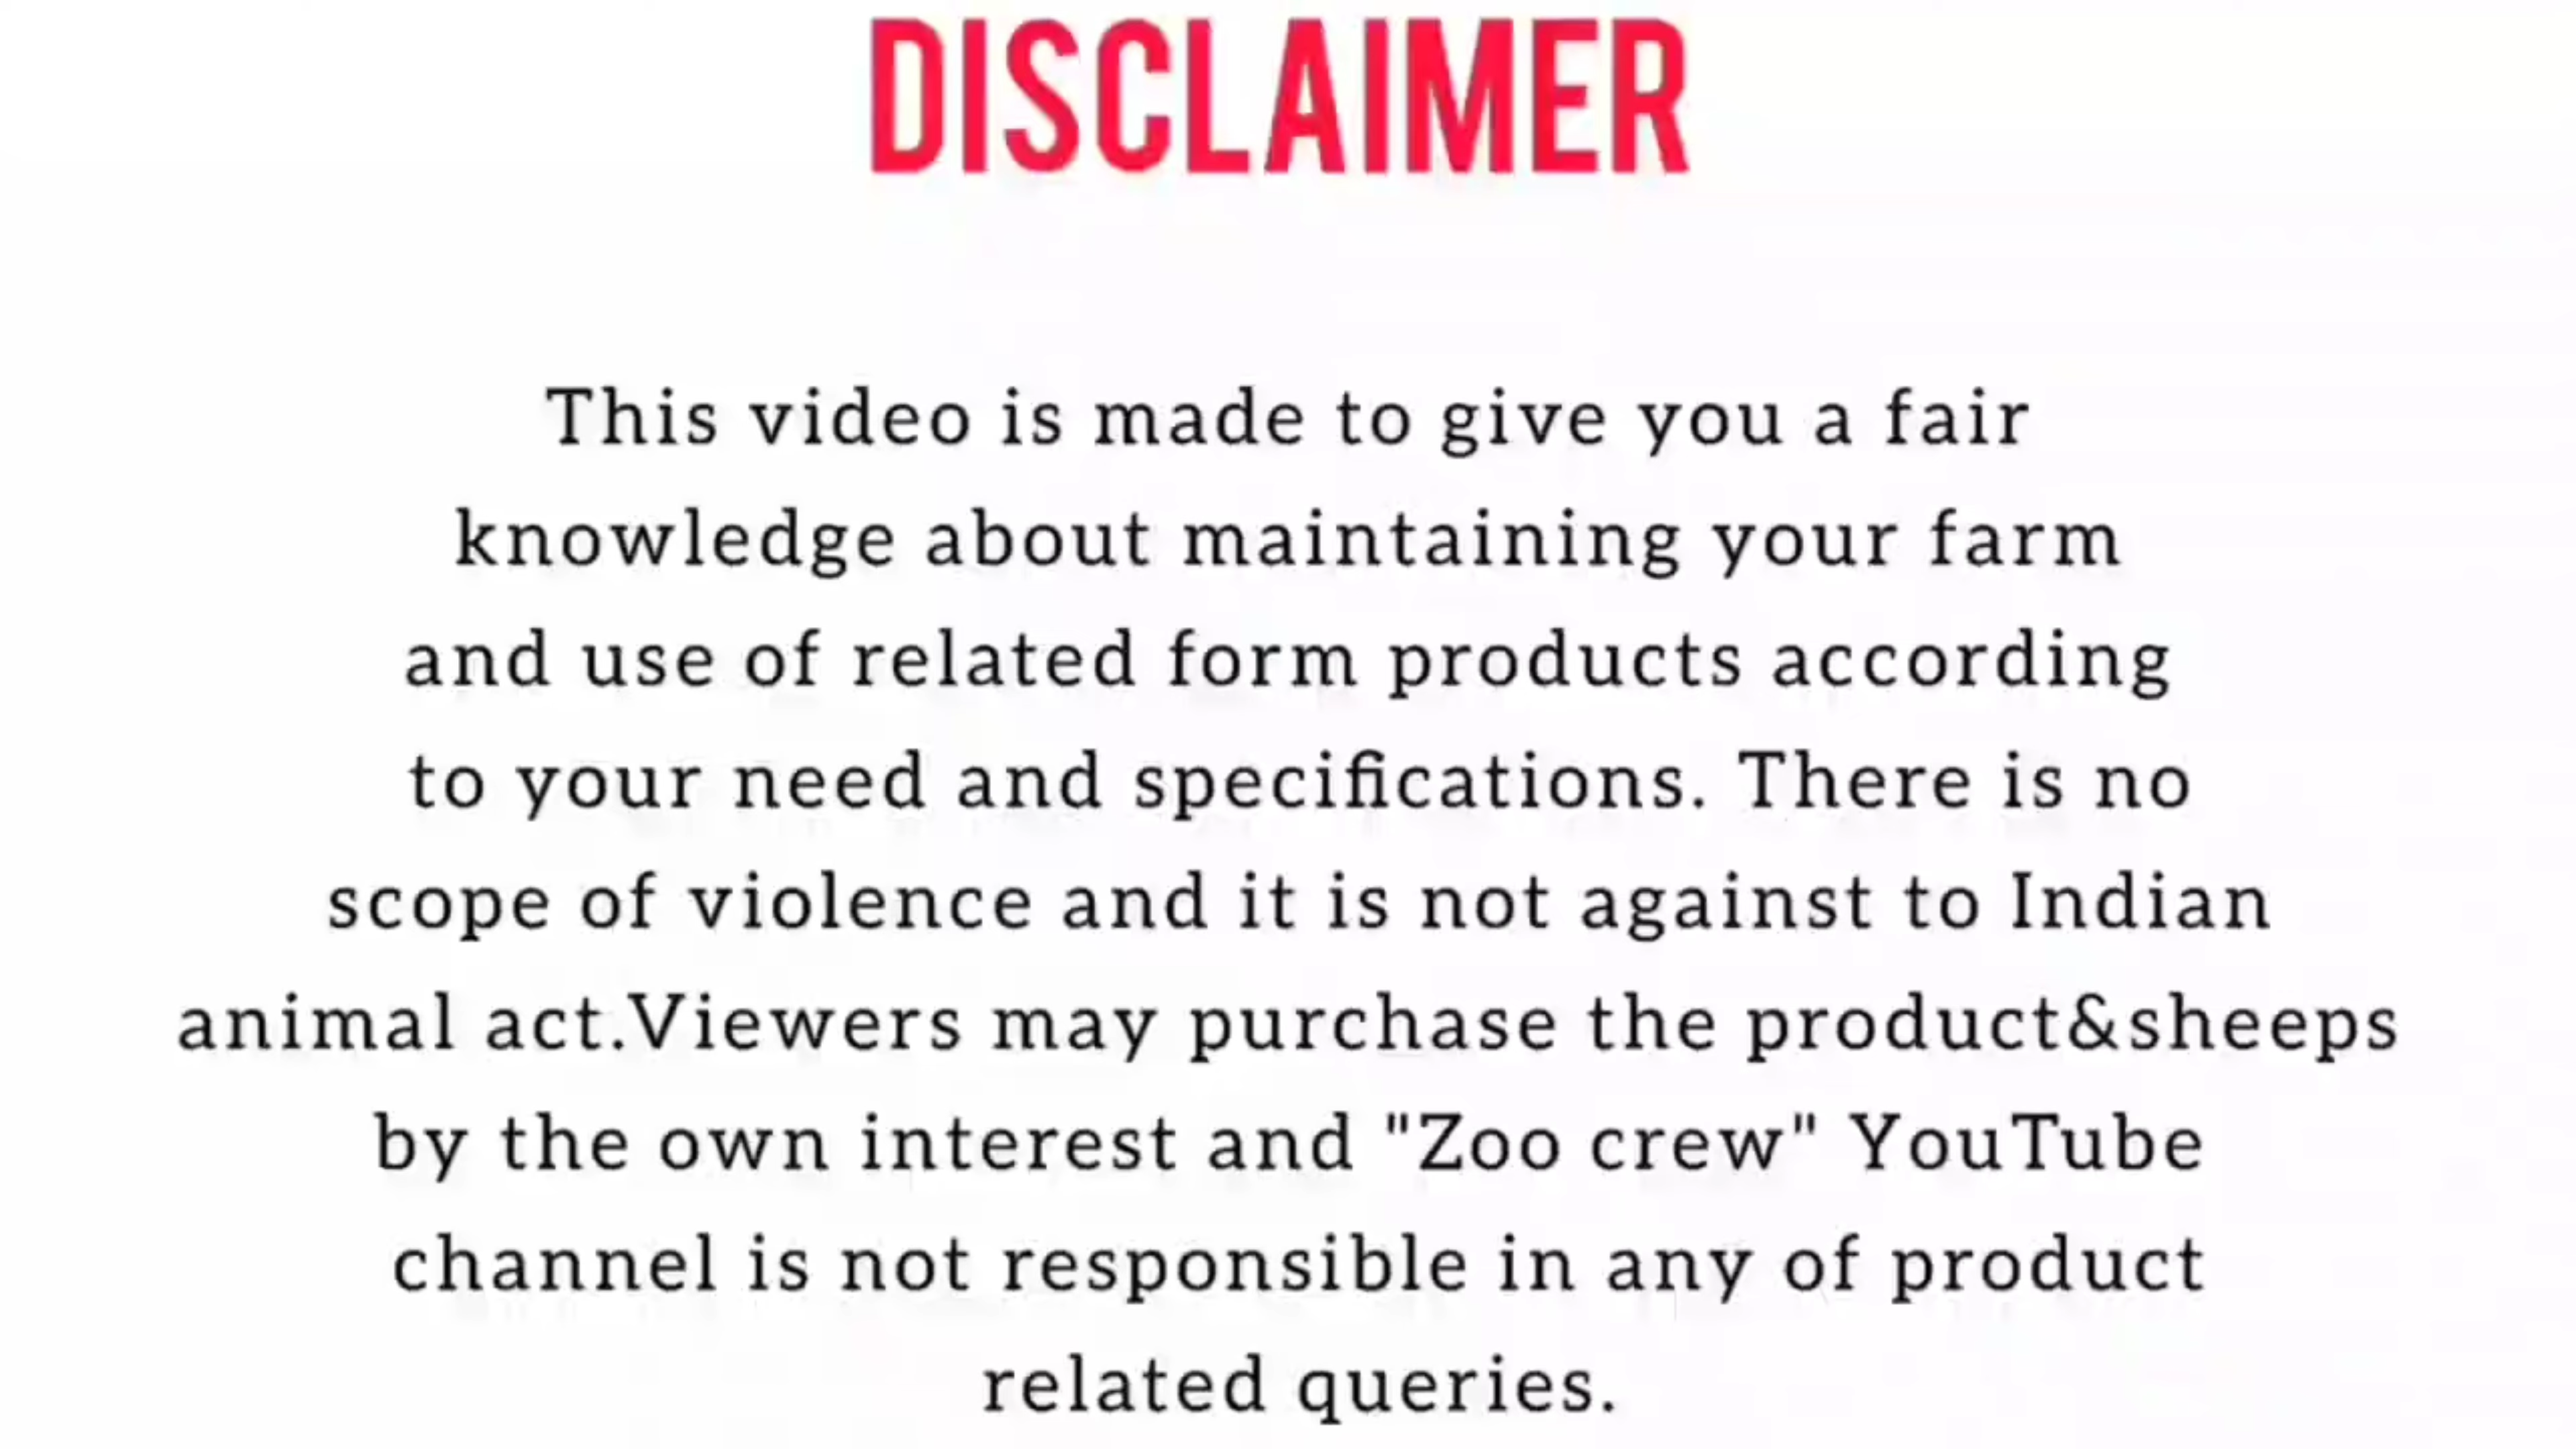 DISCLAIMER
This video is made to give you a fair
knowledge about maintaining your farm
and use of related form products according
to your need and specifications. There is no
scope of violence and it is not against to Indian
animal act.Viewers may purchase the product&sheeps
by the own interest and "Zoo crew" YouTube
channel is not responsible in any of product
related queries.